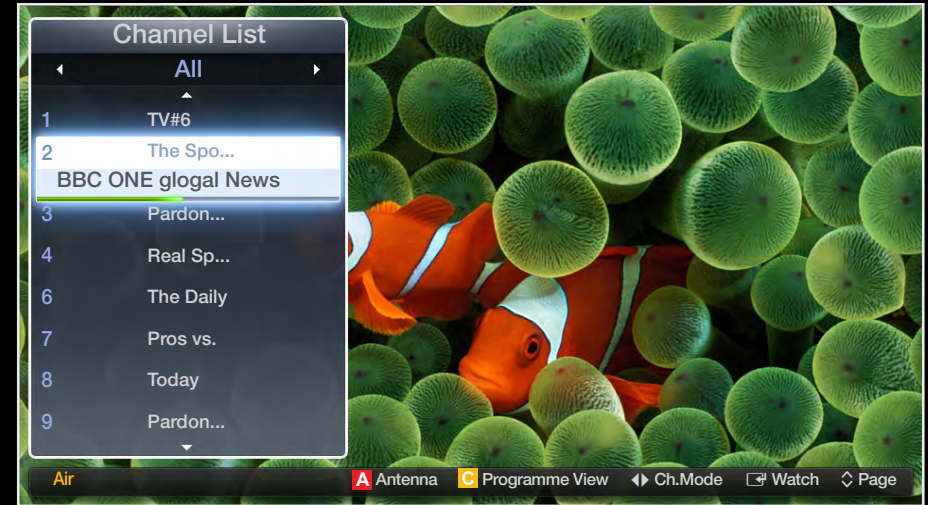 Channel List
All
1 TV#6
2 The Spo...
BBC ONE glogal News
3 Pardon...
4 Real Sp...
6 The Daily
7 Pros vs.
8 Today
9 Pardon...
Air A Antenna C Programme View Ch.Mode Watch Page